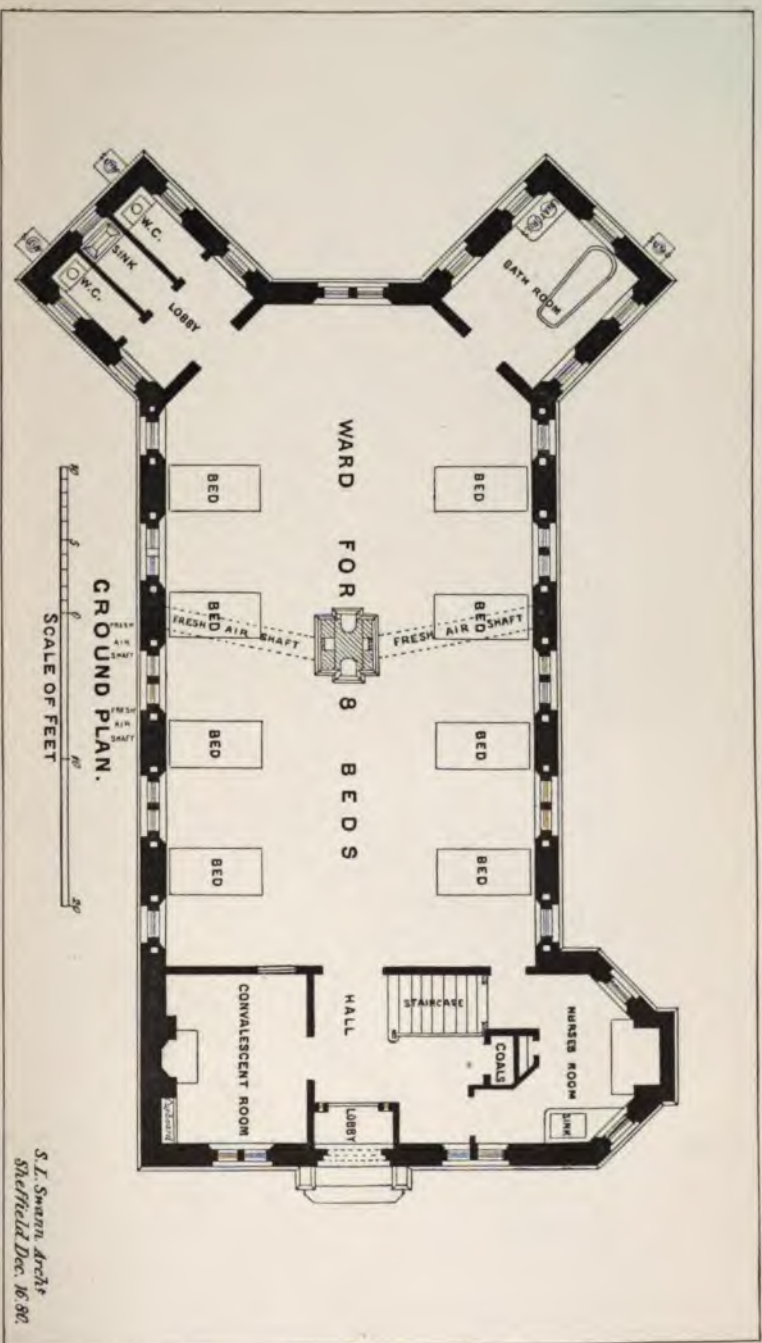 W.C.
SINK
W.C.
LOBBY
BATH ROOM
WARD FOR 8 BEDS
BED
BED
BED
BED
FRESH AIR SHAFT
FRESH AIR SHAFT
BED
BED
BED
BED
CONVALESCENT ROOM
HALL
LOBBY
STAIRCASE
COALS
NURSES ROOM
SINK
FRESH
AIR
SHAFT
FRESH
AIR
SHAFT
GROUND PLAN.
10 5 0 10 20
SCALE OF FEET
S. L. Swann Archt
Sheffield Dec. 16. 80.